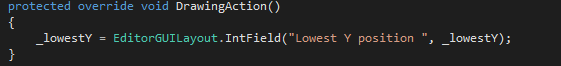 protected override void DrawingAction()
{
_lowestY = EditorGUILayout.IntField("Lowest Y position ", _lowestY);
}